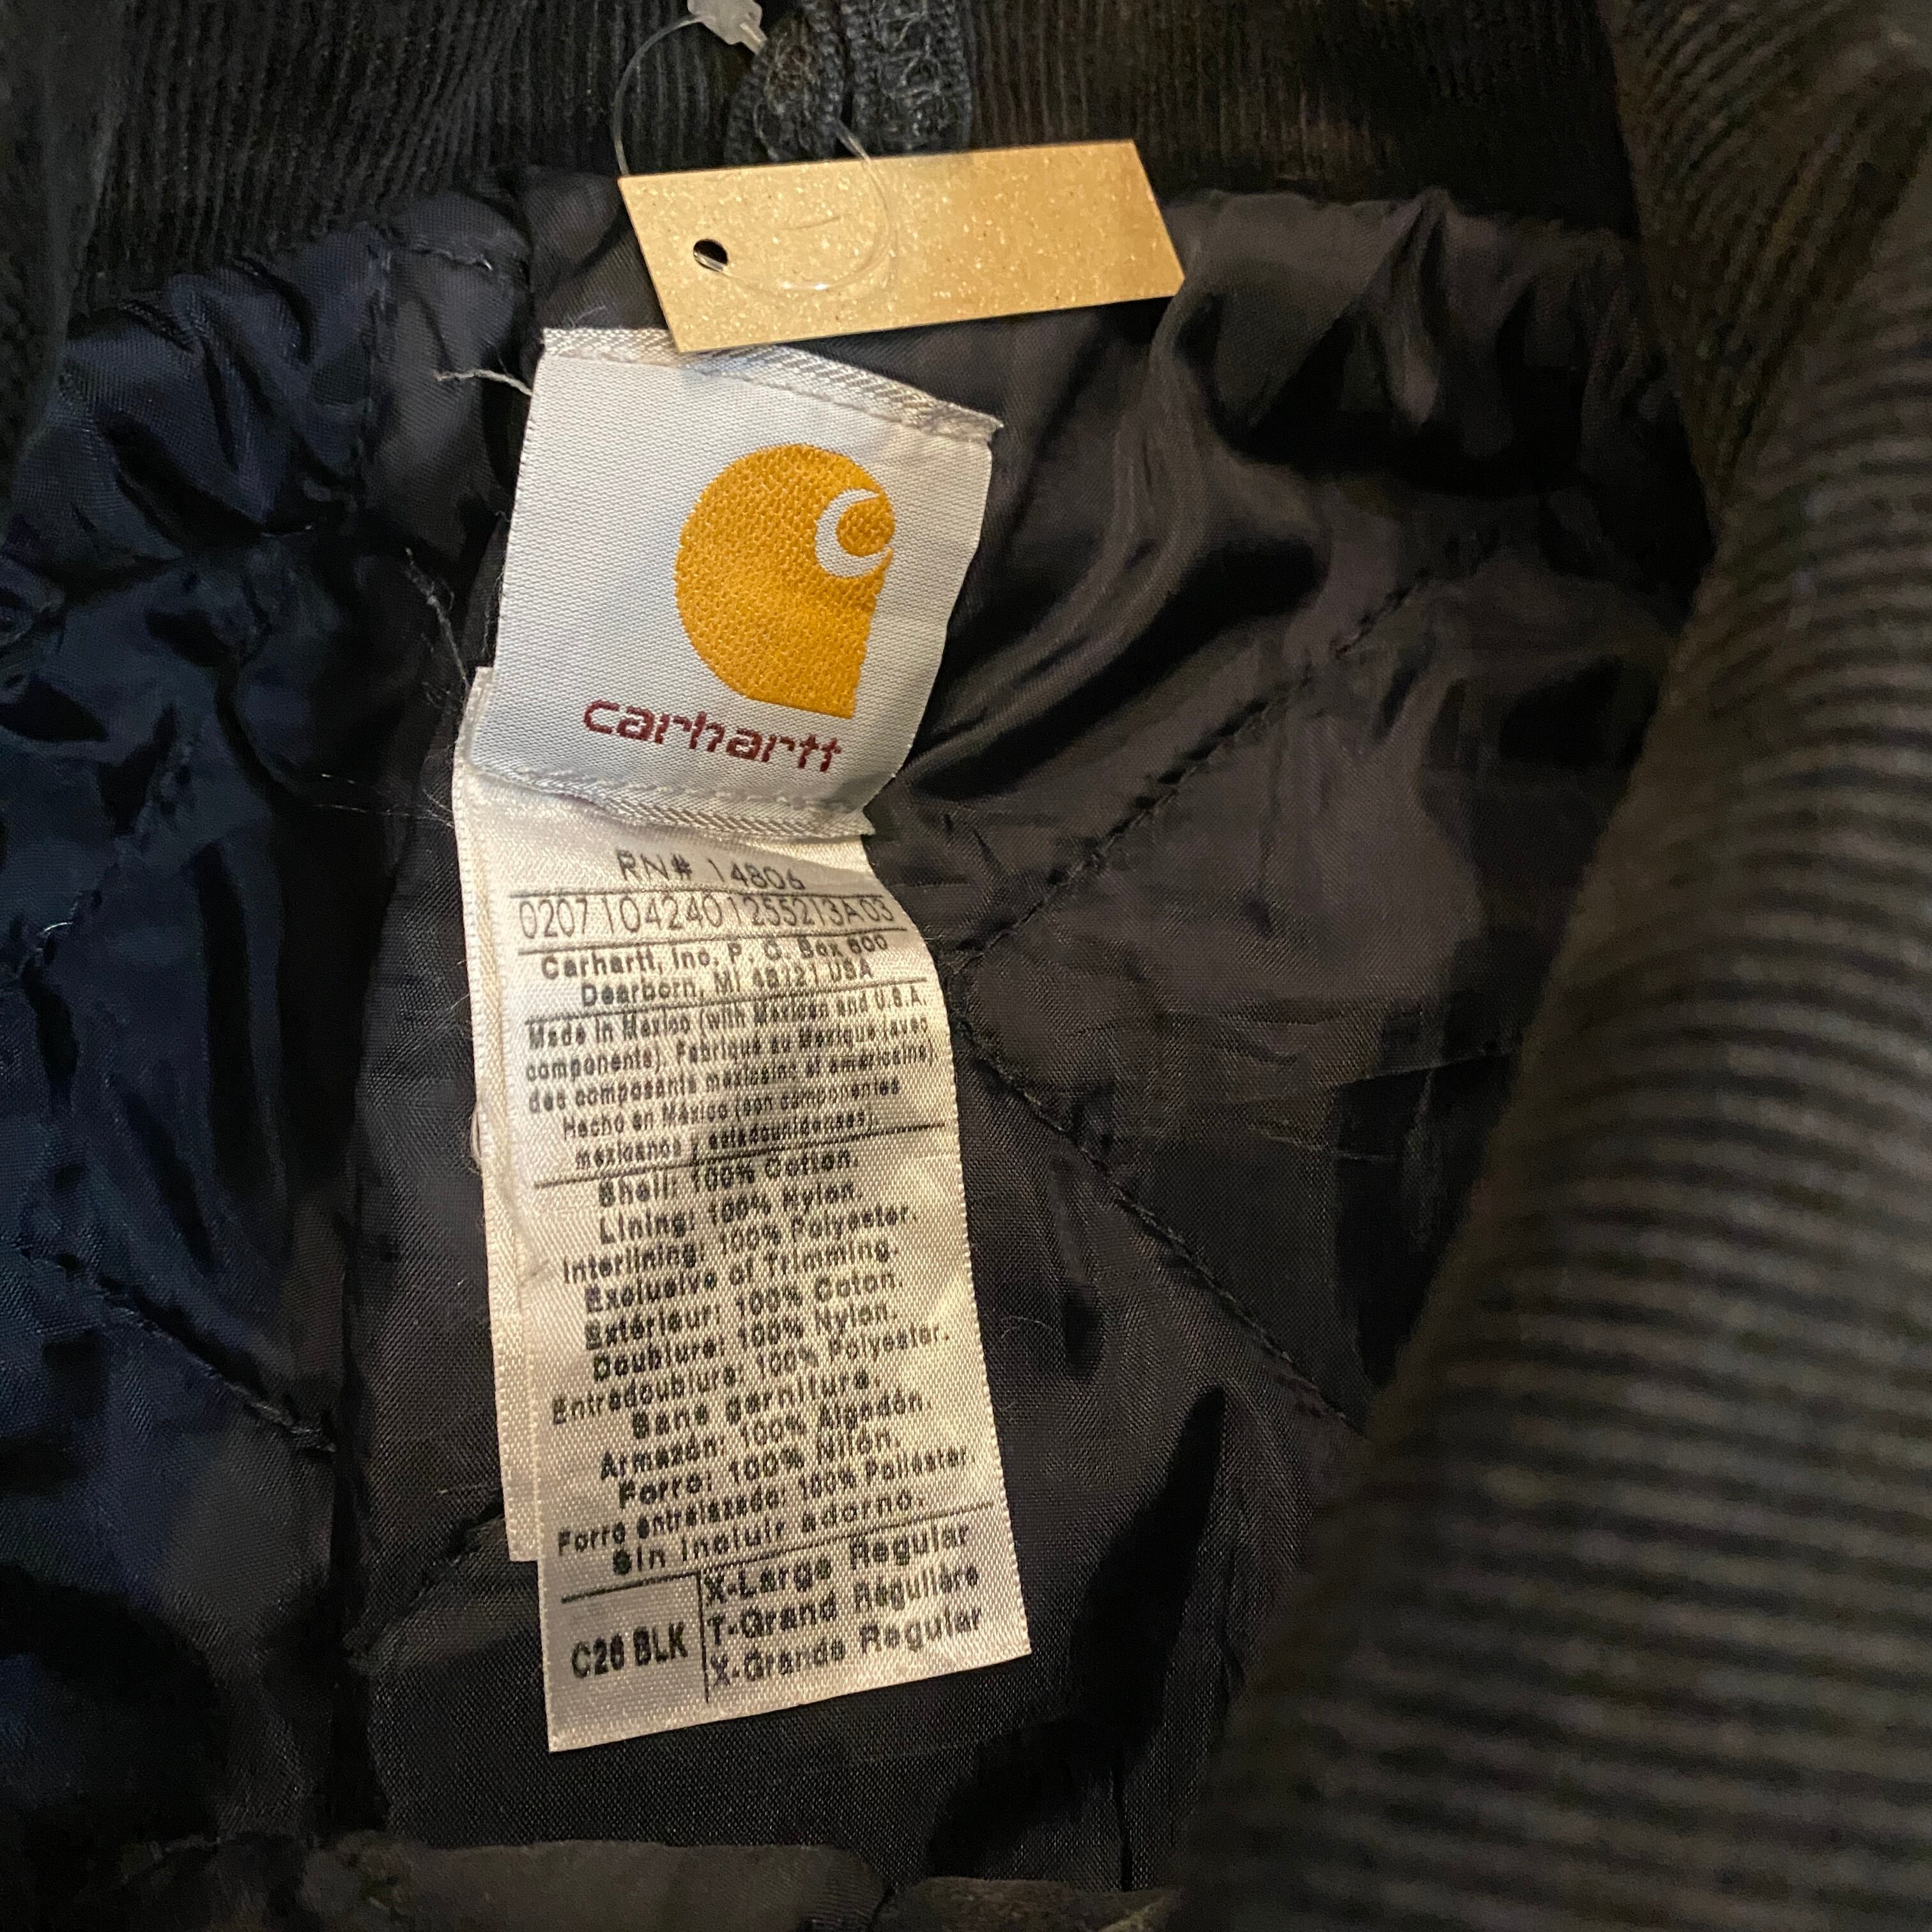 carhartt
RN# 14806
0207 1042401255213A 03
Carhartt, Inc. P. O. Box 600
Dearborn, MI 48121 USA
Made in Mexico (with Mexican and U.S.A.
components). Fabriqué au Mexique (avec
des composants mexicains et américains).
Hecho en México (con componentes
mexicanos y estadounidenses).
Shell: 100% Cotton.
Lining: 100% Nylon.
Interlining: 100% Polyester.
Exclusive of Trimming.
Extérieur: 100% Coton.
Doublure: 100% Nylon.
Entredoublure: 100% Polyester.
Sans garniture.
Armazón: 100% Algodón.
Forro: 100% Nilón.
Forro entrelazado: 100% Poliester.
Sin incluir adorno.
C26 BLK
X-Large Regular
T-Grand Régulière
X-Grande Regular